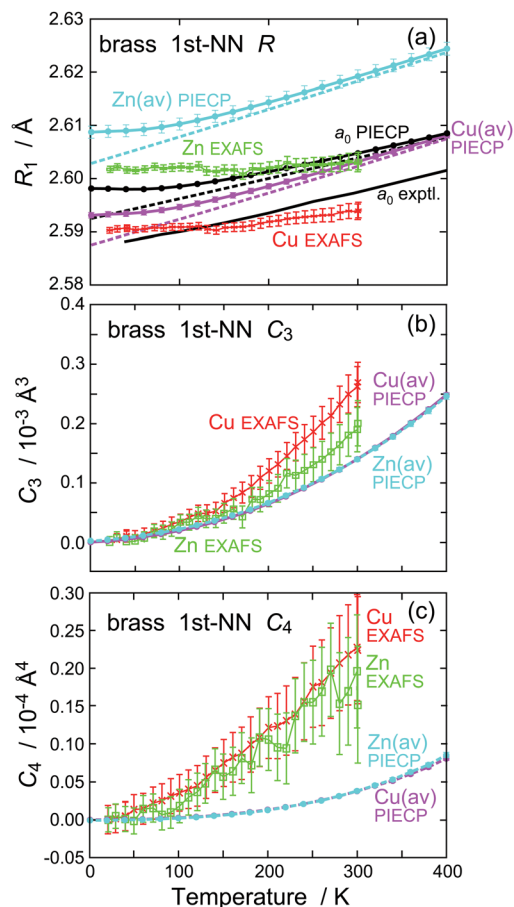 brass 1st-NN R (a)
2.63
2.62
2.61
2.60
2.59
2.58
R1 / Å
Zn(av) PIECP
Zn EXAFS
a0 PIECP
Cu(av)
PIECP
a0 exptl.
Cu EXAFS
brass 1st-NN C3 (b)
0.4
0.3
0.2
0.1
0.0
C3 / 10-3 Å3
Cu EXAFS
Cu(av)
PIECP
Zn(av)
PIECP
Zn EXAFS
brass 1st-NN C4 (c)
0.30
0.25
0.20
0.15
0.10
0.05
0.00
-0.05
C4 / 10-4 Å4
Cu
EXAFS
Zn
EXAFS
Zn(av)
PIECP
Cu(av)
PIECP
0 100 200 300 400
Temperature / K